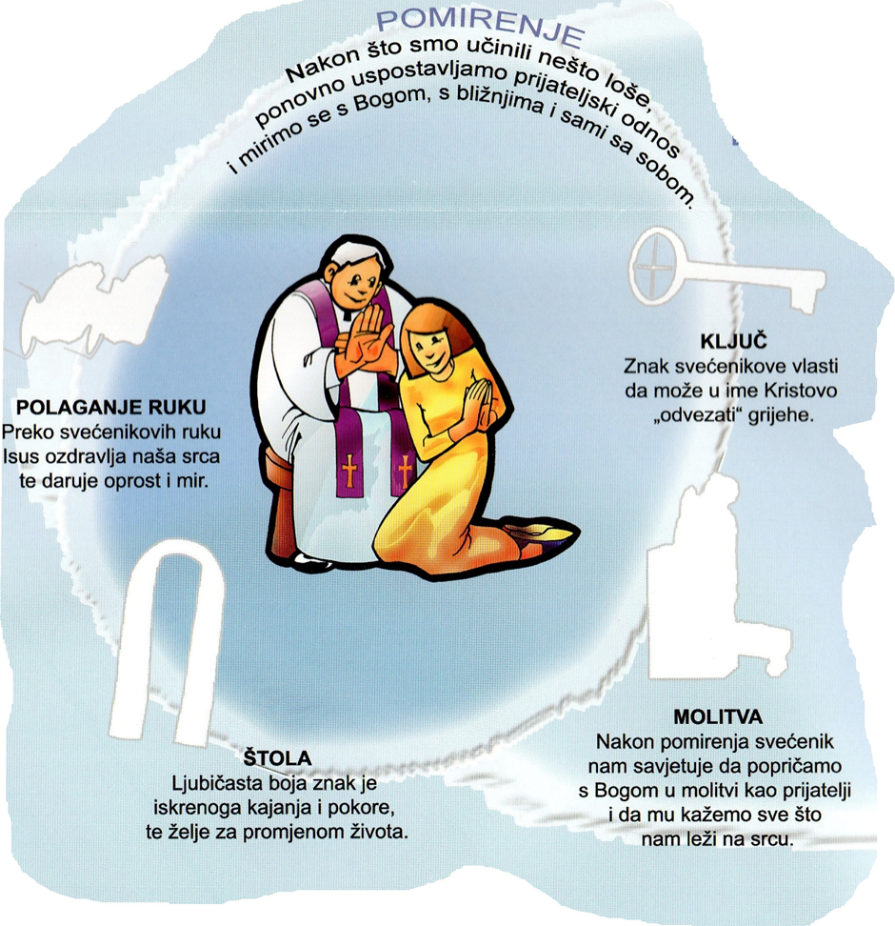 POMIRENJE
Nakon što smo učinili nešto loše,
ponovno uspostavljamo prijateljski odnos
i mirimo se s Bogom, s bližnjima i sami sa sobom.
POLAGANJE RUKU
Preko svećenikovih ruku
Isus ozdravlja naša srca
te daruje oprost i mir.
KLJUČ
Znak svećenikove vlasti
da može u ime Kristovo
„odvezati“ grijehe.
ŠTOLA
Ljubičasta boja znak je
iskrenoga kajanja i pokore,
te želje za promjenom života.
MOLITVA
Nakon pomirenja svećenik
nam savjetuje da popričamo
s Bogom u molitvi kao prijatelji
i da mu kažemo sve što
nam leži na srcu.